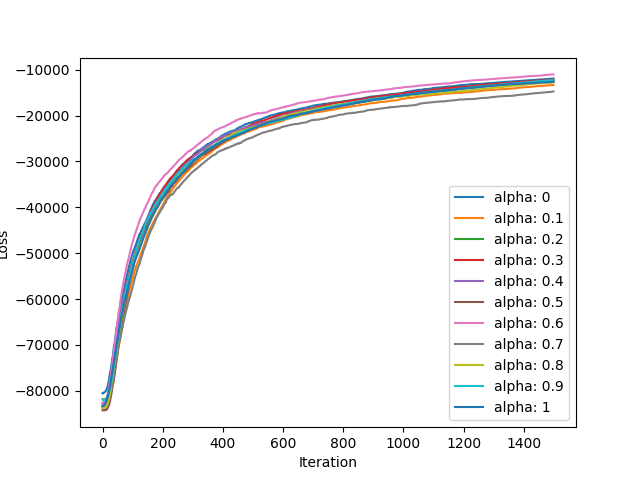 −10000
−20000
−30000
−40000
−50000
−60000
−70000
−80000
Loss
0 200 400 600 800 1000 1200 1400
Iteration
alpha: 0
alpha: 0.1
alpha: 0.2
alpha: 0.3
alpha: 0.4
alpha: 0.5
alpha: 0.6
alpha: 0.7
alpha: 0.8
alpha: 0.9
alpha: 1